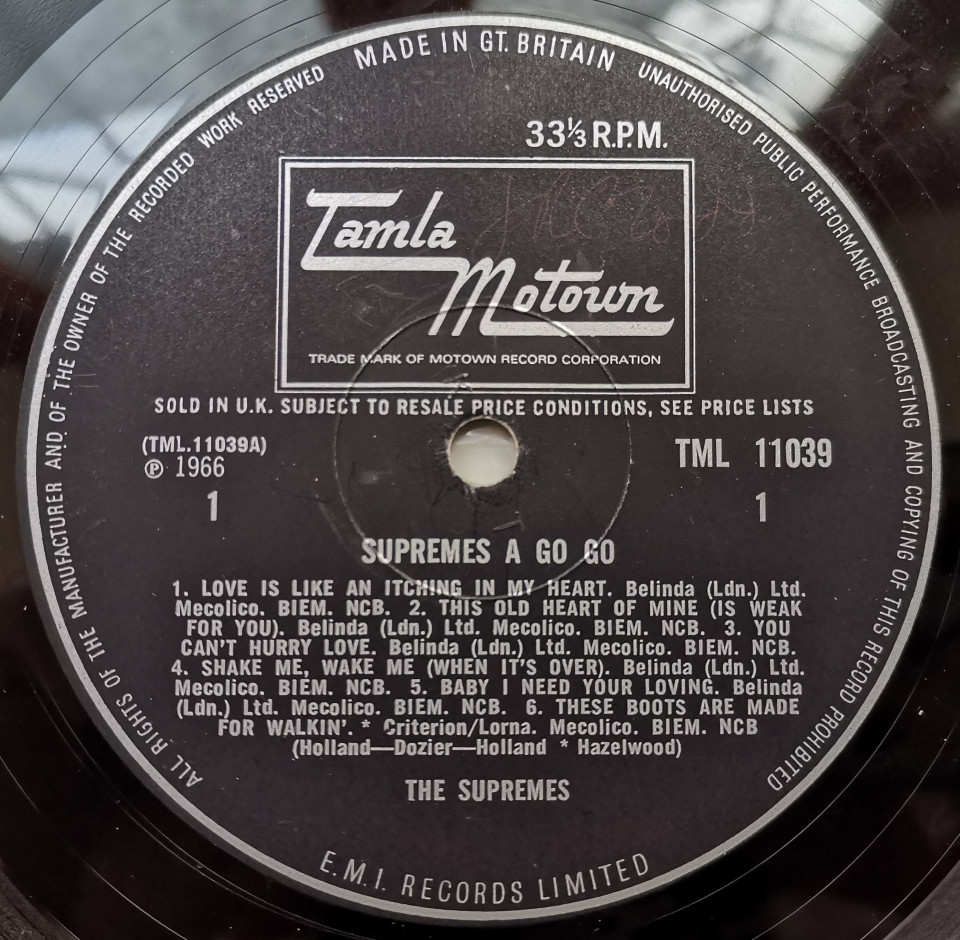 MADE IN GT. BRITAIN
UNAUTHORISED PUBLIC PERFORMANCE BROADCASTING AND COPYING OF THIS RECORD PROHIBITED
ALL RIGHTS OF THE MANUFACTURER AND OF THE OWNER OF THE RECORDED WORK RESERVED
33⅓ R.P.M.
Tamla
Motown
TRADE MARK OF MOTOWN RECORD CORPORATION
SOLD IN U.K. SUBJECT TO RESALE PRICE CONDITIONS, SEE PRICE LISTS
(TML.11039A) TML 11039
℗ 1966
1 1
SUPREMES A GO GO
1. LOVE IS LIKE AN ITCHING IN MY HEART. Belinda (Ldn.) Ltd.
Mecolico. BIEM. NCB. 2. THIS OLD HEART OF MINE (IS WEAK
FOR YOU). Belinda (Ldn.) Ltd. Mecolico. BIEM. NCB. 3. YOU
CAN'T HURRY LOVE. Belinda (Ldn.) Ltd. Mecolico. BIEM. NCB.
4. SHAKE ME, WAKE ME (WHEN IT'S OVER). Belinda (Ldn.) Ltd.
Mecolico. BIEM. NCB. 5. BABY I NEED YOUR LOVING. Belinda
(Ldn.) Ltd. Mecolico. BIEM. NCB. 6. THESE BOOTS ARE MADE
FOR WALKIN'. * Criterion/Lorna. Mecolico. BIEM. NCB
(Holland—Dozier—Holland * Hazelwood)
THE SUPREMES
E.M.I. RECORDS LIMITED